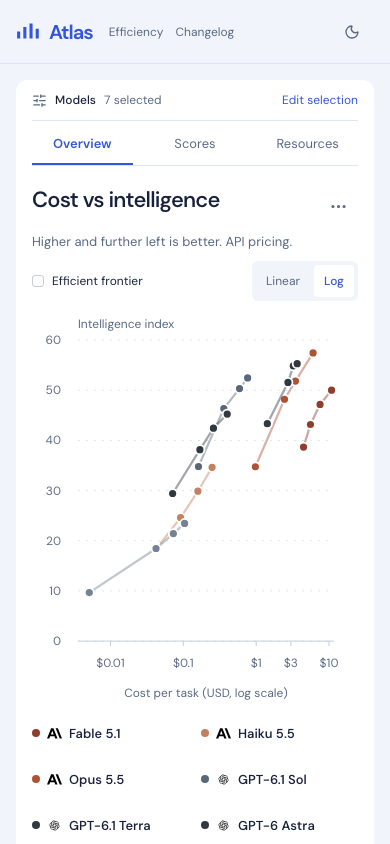 Atlas Efficiency Changelog
Models 7 selected Edit selection
Overview Scores Resources
Cost vs intelligence ...
Higher and further left is better. API pricing.
Efficient frontier Linear Log
Intelligence index
60
50
40
30
20
10
0
$0.01 $0.1 $1 $3 $10
Cost per task (USD, log scale)
Fable 5.1 Haiku 5.5
Opus 5.5 GPT-6.1 Sol
GPT-6.1 Terra GPT-6 Astra